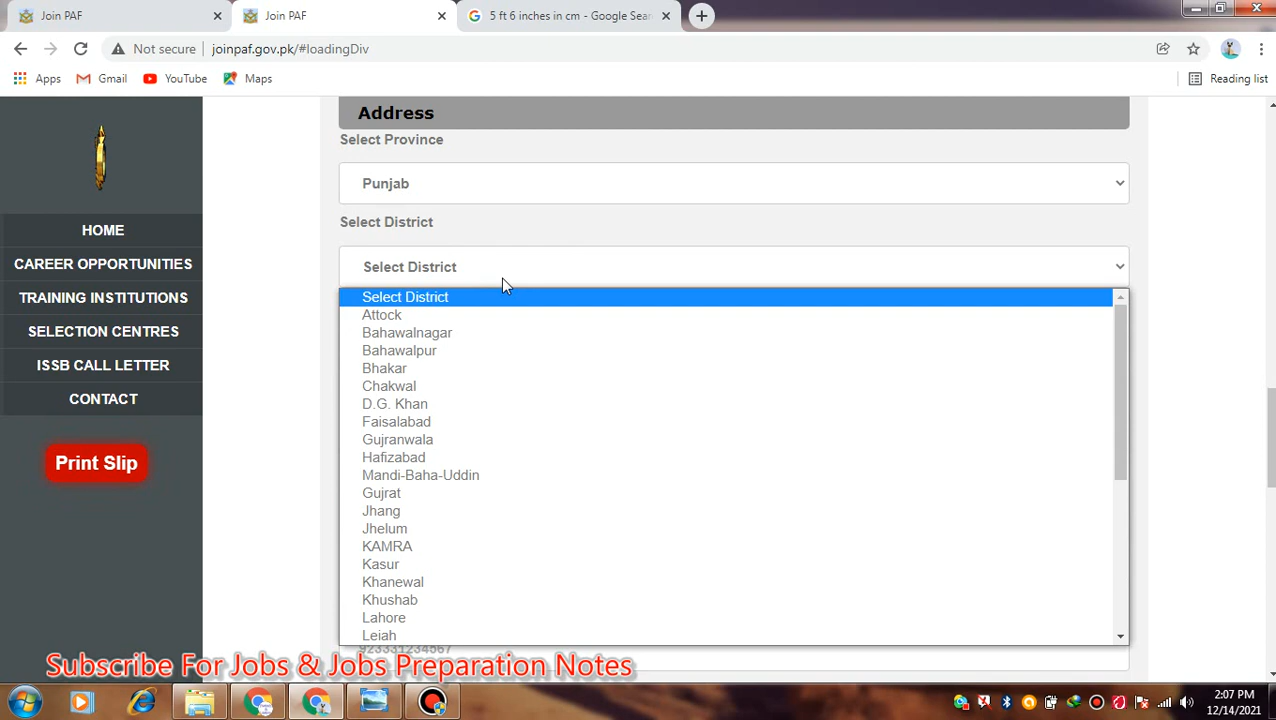 Join PAF
Join PAF
5 ft 6 inches in cm - Google Sear
Not secure
joinpaf.gov.pk/#loadingDiv
Apps
Gmail
YouTube
Maps
Reading list
HOME
CAREER OPPORTUNITIES
TRAINING INSTITUTIONS
SELECTION CENTRES
ISSB CALL LETTER
CONTACT
Print Slip
Address
Select Province
Punjab
Select District
Select District
Select District
Attock
Bahawalnagar
Bahawalpur
Bhakar
Chakwal
D.G. Khan
Faisalabad
Gujranwala
Hafizabad
Mandi-Baha-Uddin
Gujrat
Jhang
Jhelum
KAMRA
Kasur
Khanewal
Khushab
Lahore
Leiah
923331234567
Subscribe For Jobs & Jobs Preparation Notes
2:07 PM
12/14/2021